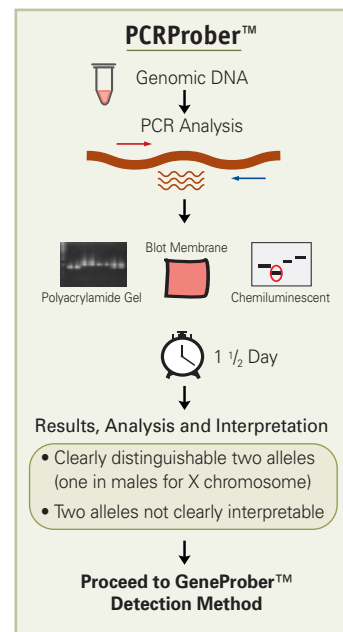 PCRProber™
Genomic DNA
PCR Analysis
Blot Membrane
Polyacrylamide Gel
Chemiluminescent
1 1/2 Day
Results, Analysis and Interpretation
• Clearly distinguishable two alleles
(one in males for X chromosome)
• Two alleles not clearly interpretable
Proceed to GeneProber™
Detection Method